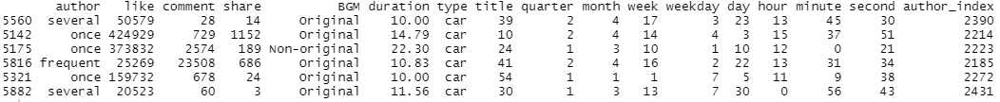 author like comment share BGM duration type title quarter month week weekday day hour minute second author_index
5560 several 50579 28 14 Original 10.00 car 39 2 4 17 3 23 13 45 30 2390
5142 once 424929 729 1152 Original 14.79 car 10 2 4 14 4 3 15 37 51 2214
5175 once 373832 2574 189 Non-original 22.30 car 24 1 3 10 1 10 12 0 21 2223
5816 frequent 25269 23508 686 Original 10.83 car 41 2 4 16 2 22 13 31 34 2185
5321 once 159732 678 24 Original 10.00 car 54 1 1 1 7 5 11 9 38 2272
5882 several 20523 60 3 Original 11.56 car 30 1 3 13 7 30 0 56 43 2431